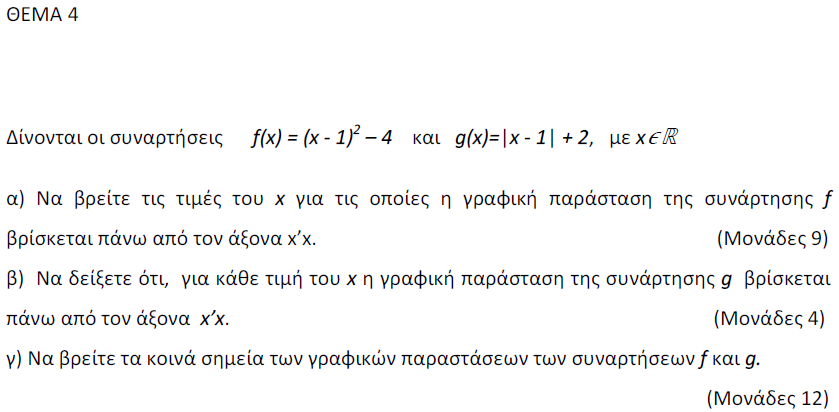 ΘΕΜΑ 4
Δίνονται οι συναρτήσεις f(x) = (x - 1)² – 4 και g(x)=|x - 1| + 2, με x ϵ ℝ
α) Να βρείτε τις τιμές του x για τις οποίες η γραφική παράσταση της συνάρτησης f
βρίσκεται πάνω από τον άξονα x’x. (Μονάδες 9)
β) Να δείξετε ότι, για κάθε τιμή του x η γραφική παράσταση της συνάρτησης g βρίσκεται
πάνω από τον άξονα x’x. (Μονάδες 4)
γ) Να βρείτε τα κοινά σημεία των γραφικών παραστάσεων των συναρτήσεων f και g.
(Μονάδες 12)